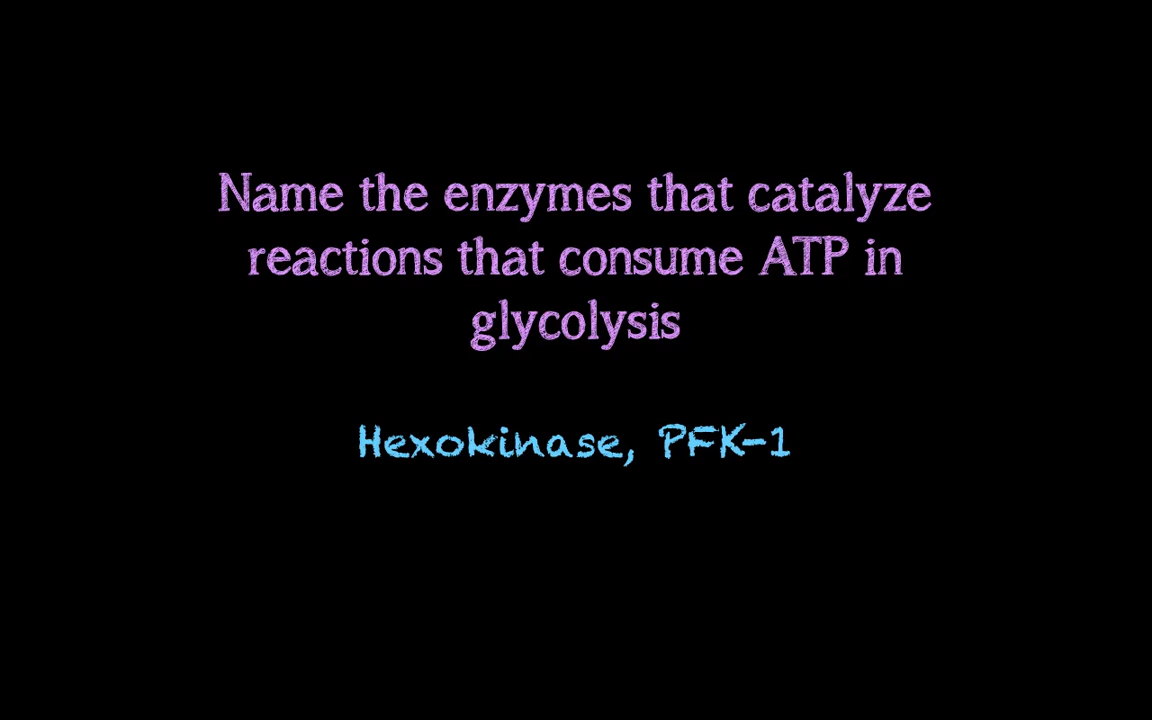 Name the enzymes that catalyze
reactions that consume ATP in
glycolysis
Hexokinase, PFK-1